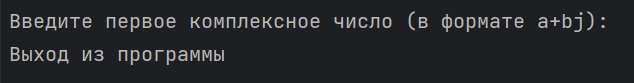 Введите первое комплексное число (в формате a+bj):
Выход из программы